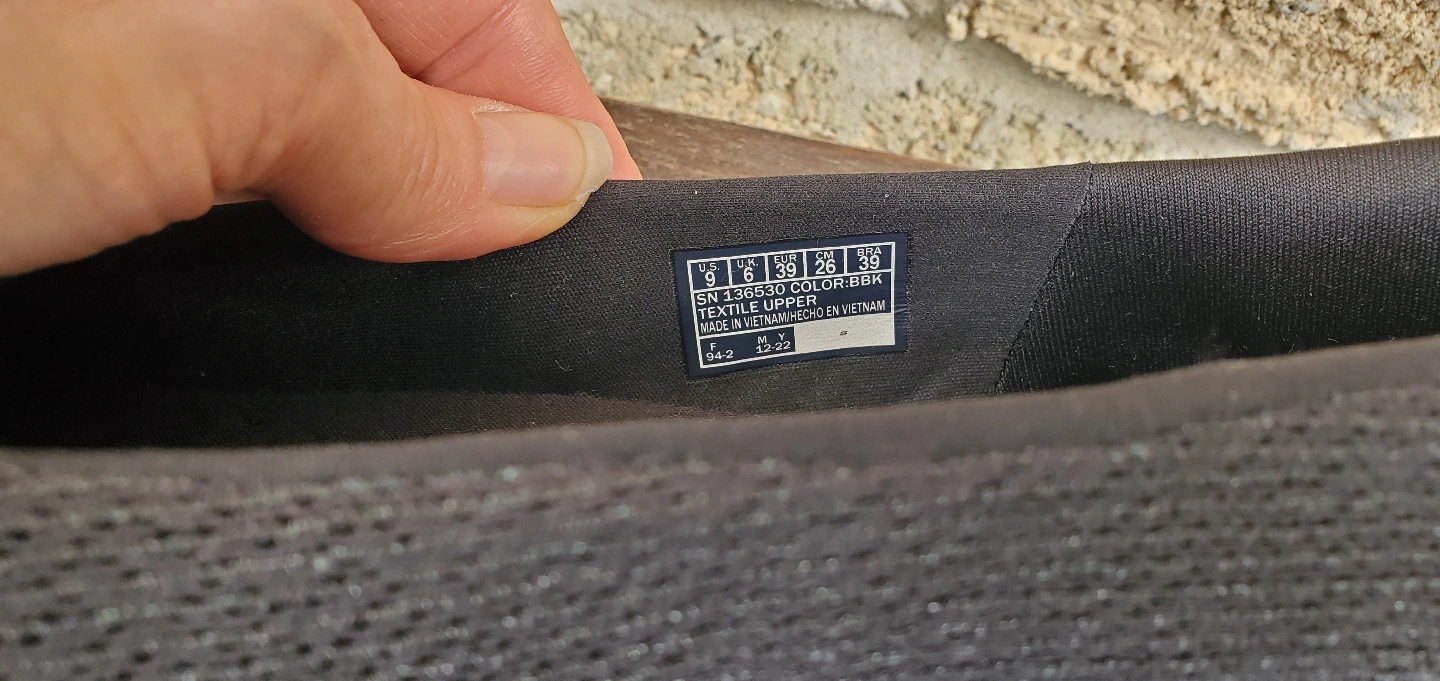 U.S. U.K. EUR CM BRA
9 6 39 26 39
SN 136530 COLOR:BBK
TEXTILE UPPER
MADE IN VIETNAM/HECHO EN VIETNAM
F M Y
94-2 12-22